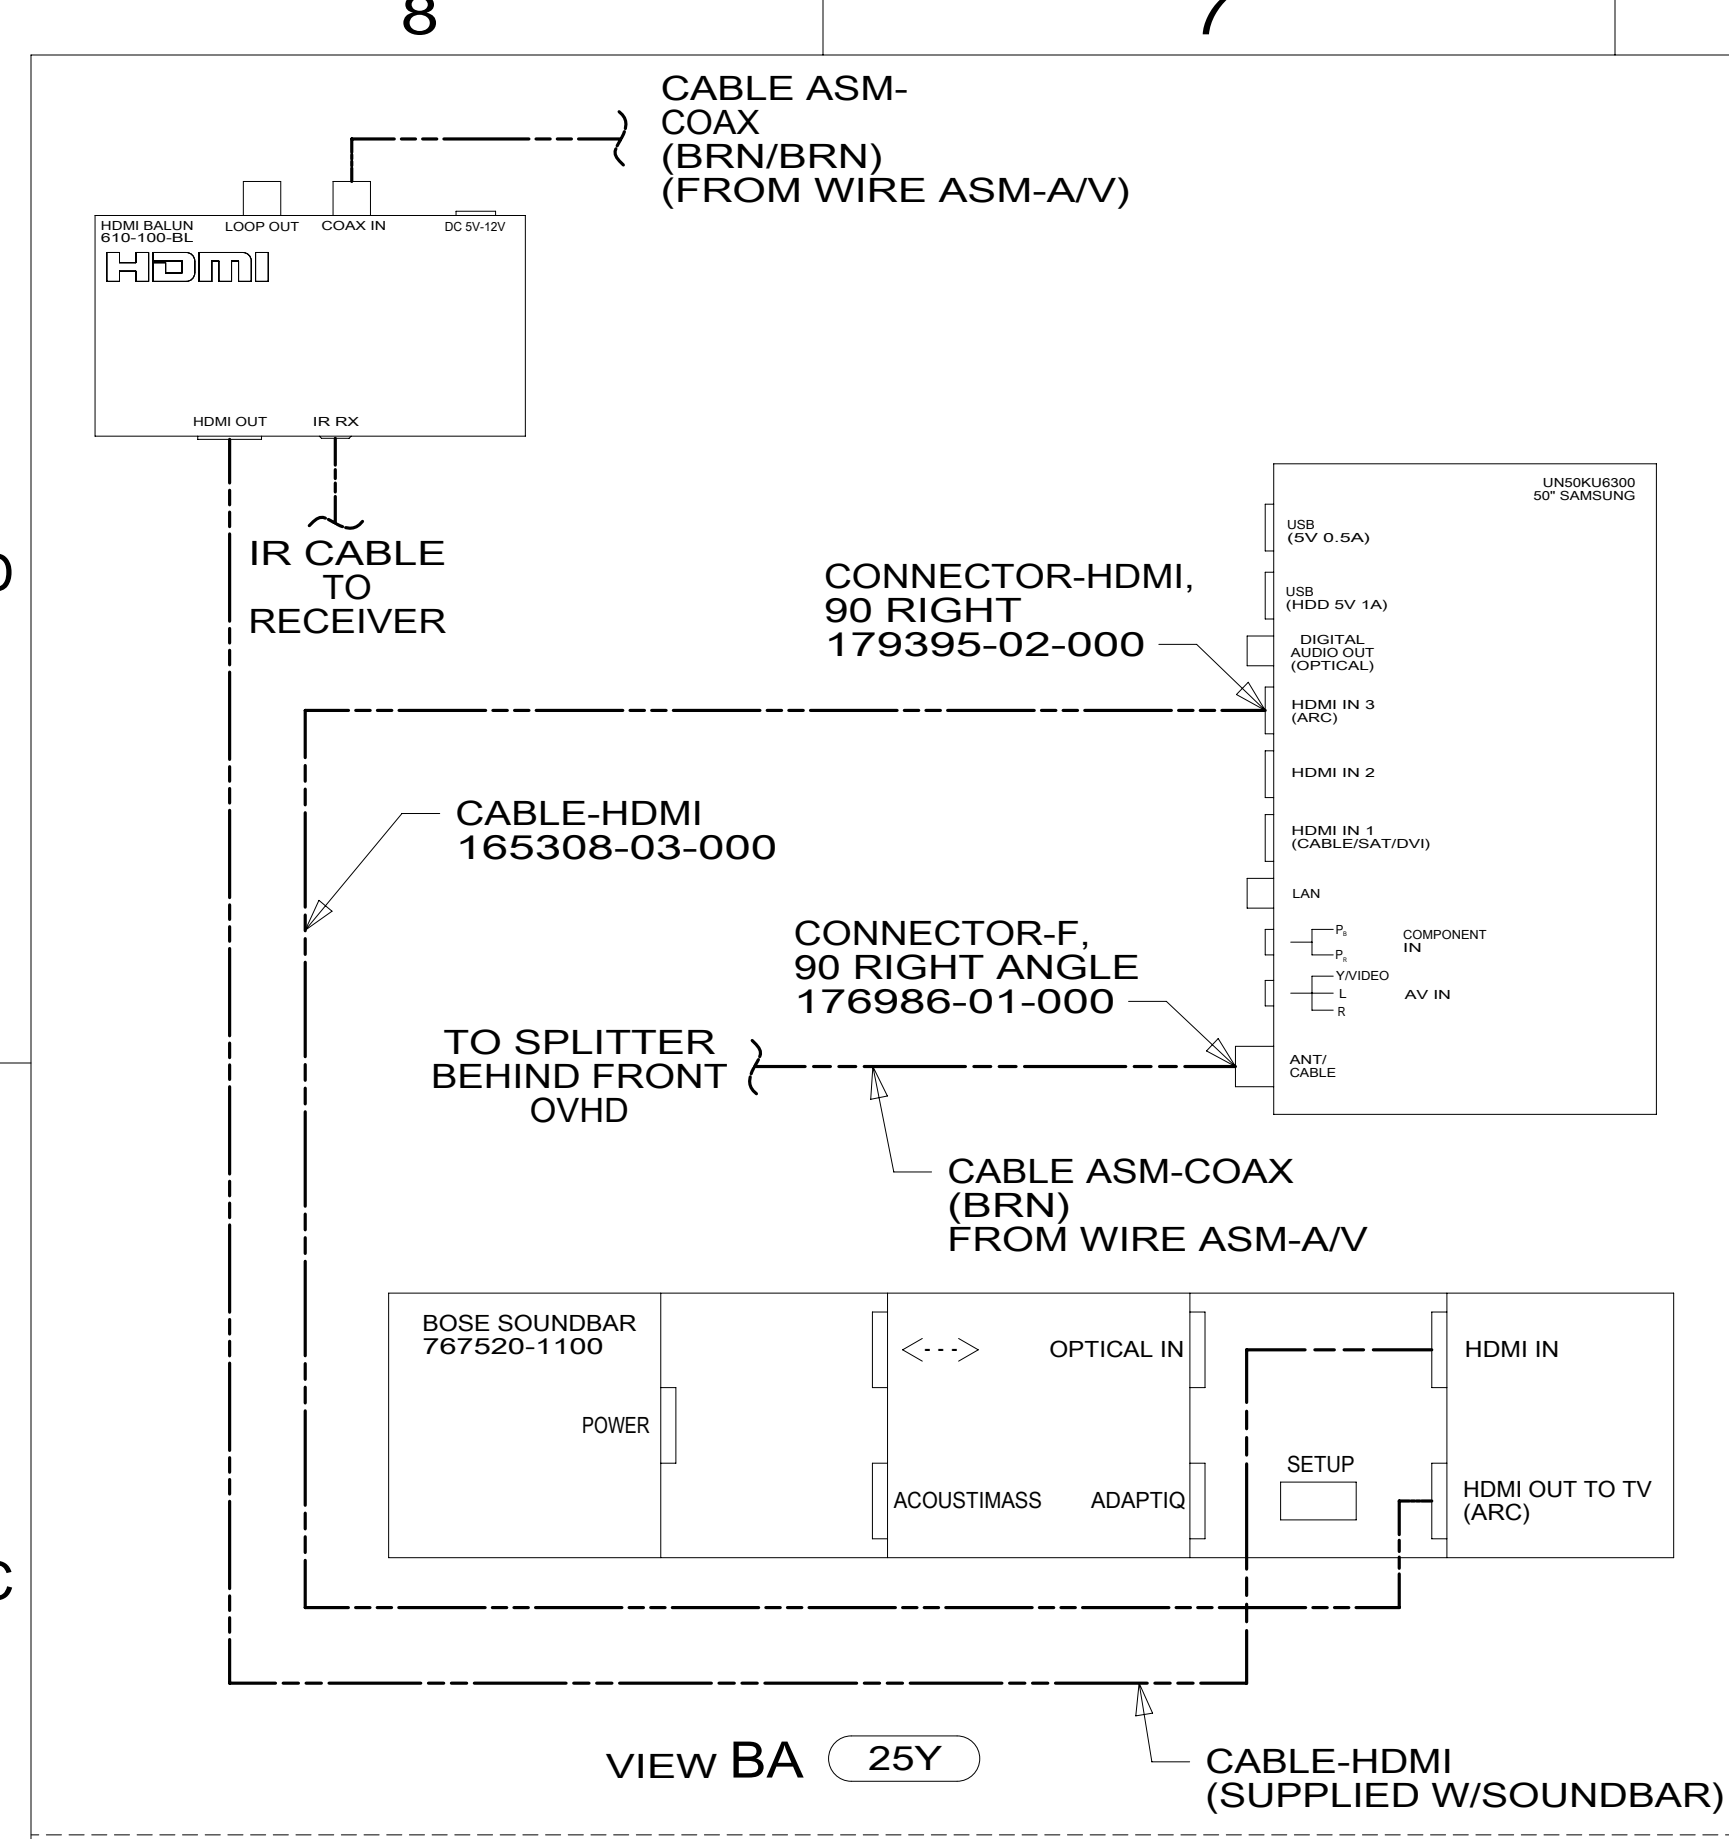 8
7
CABLE ASM-
COAX
(BRN/BRN)
(FROM WIRE ASM-A/V)
HDMI BALUN
610-100-BL
LOOP OUT
COAX IN
DC 5V-12V
HDMI
HDMI OUT
IR RX
IR CABLE
TO
RECEIVER
D
UN50KU6300
50" SAMSUNG
USB
(5V 0.5A)
USB
(HDD 5V 1A)
DIGITAL
AUDIO OUT
(OPTICAL)
HDMI IN 3
(ARC)
HDMI IN 2
HDMI IN 1
(CABLE/SAT/DVI)
LAN
PB
PR
COMPONENT
IN
Y/VIDEO
L
R
AV IN
ANT/
CABLE
CONNECTOR-HDMI,
90 RIGHT
179395-02-000
CABLE-HDMI
165308-03-000
CONNECTOR-F,
90 RIGHT ANGLE
176986-01-000
TO SPLITTER
BEHIND FRONT
OVHD
CABLE ASM-COAX
(BRN)
FROM WIRE ASM-A/V
BOSE SOUNDBAR
767520-1100
POWER
<--->
OPTICAL IN
ACOUSTIMASS
ADAPTIQ
SETUP
HDMI IN
HDMI OUT TO TV
(ARC)
C
VIEW BA 25Y
CABLE-HDMI
(SUPPLIED W/SOUNDBAR)